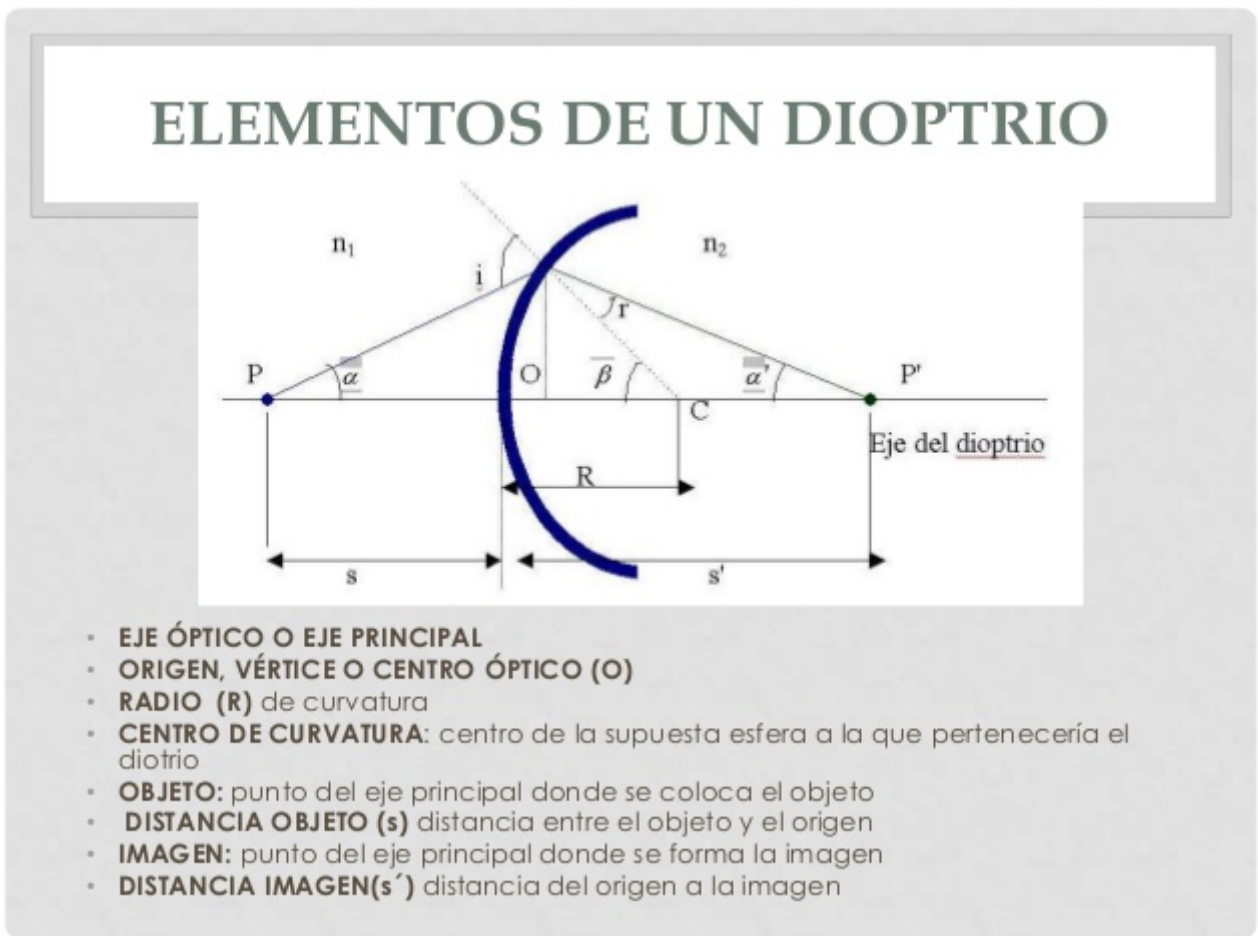 ELEMENTOS DE UN DIOPTRIO
n₁ n₂
i
r
P α O β α' P'
C
Eje del dioptrio
R
s s'
• EJE ÓPTICO O EJE PRINCIPAL
• ORIGEN, VÉRTICE O CENTRO ÓPTICO (O)
• RADIO (R) de curvatura
• CENTRO DE CURVATURA: centro de la supuesta esfera a la que pertenecería el
diotrio
• OBJETO: punto del eje principal donde se coloca el objeto
• DISTANCIA OBJETO (s) distancia entre el objeto y el origen
• IMAGEN: punto del eje principal donde se forma la imagen
• DISTANCIA IMAGEN(s´) distancia del origen a la imagen